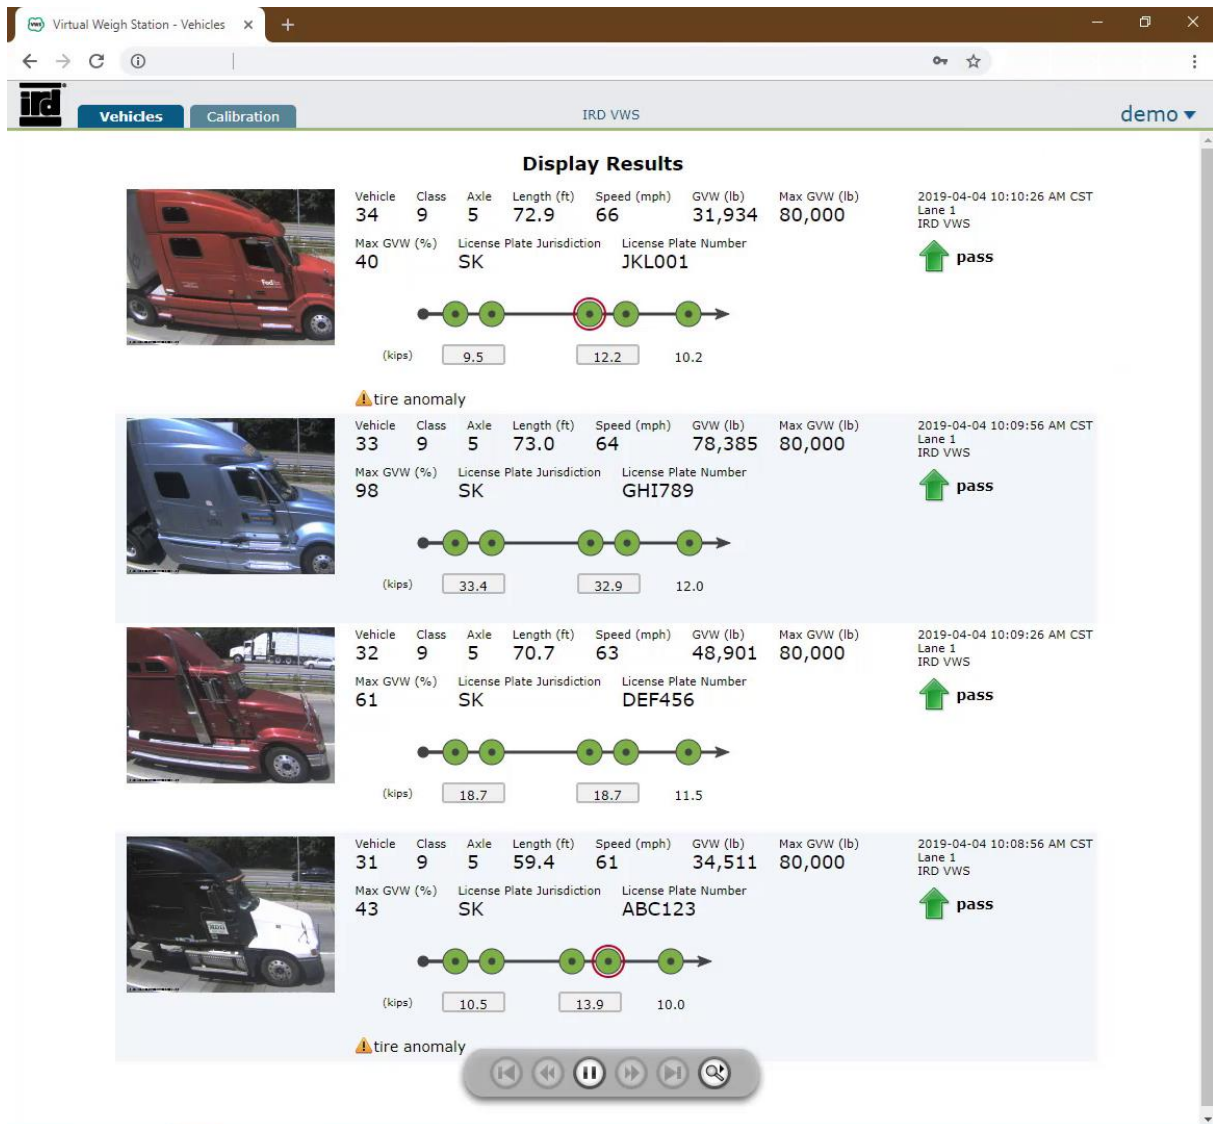 Virtual Weigh Station - Vehicles
ird
Vehicles
Calibration
IRD VWS
demo
Display Results
Vehicle Class Axle Length (ft) Speed (mph) GVW (lb) Max GVW (lb)
34 9 5 72.9 66 31,934 80,000
Max GVW (%) License Plate Jurisdiction License Plate Number
40 SK JKL001
2019-04-04 10:10:26 AM CST
Lane 1
IRD VWS
pass
FedEx
(kips) 9.5 12.2 10.2
tire anomaly
Vehicle Class Axle Length (ft) Speed (mph) GVW (lb) Max GVW (lb)
33 9 5 73.0 64 78,385 80,000
Max GVW (%) License Plate Jurisdiction License Plate Number
98 SK GHI789
2019-04-04 10:09:56 AM CST
Lane 1
IRD VWS
pass
(kips) 33.4 32.9 12.0
Vehicle Class Axle Length (ft) Speed (mph) GVW (lb) Max GVW (lb)
32 9 5 70.7 63 48,901 80,000
Max GVW (%) License Plate Jurisdiction License Plate Number
61 SK DEF456
2019-04-04 10:09:26 AM CST
Lane 1
IRD VWS
pass
(kips) 18.7 18.7 11.5
Vehicle Class Axle Length (ft) Speed (mph) GVW (lb) Max GVW (lb)
31 9 5 59.4 61 34,511 80,000
Max GVW (%) License Plate Jurisdiction License Plate Number
43 SK ABC123
2019-04-04 10:08:56 AM CST
Lane 1
IRD VWS
pass
(kips) 10.5 13.9 10.0
tire anomaly